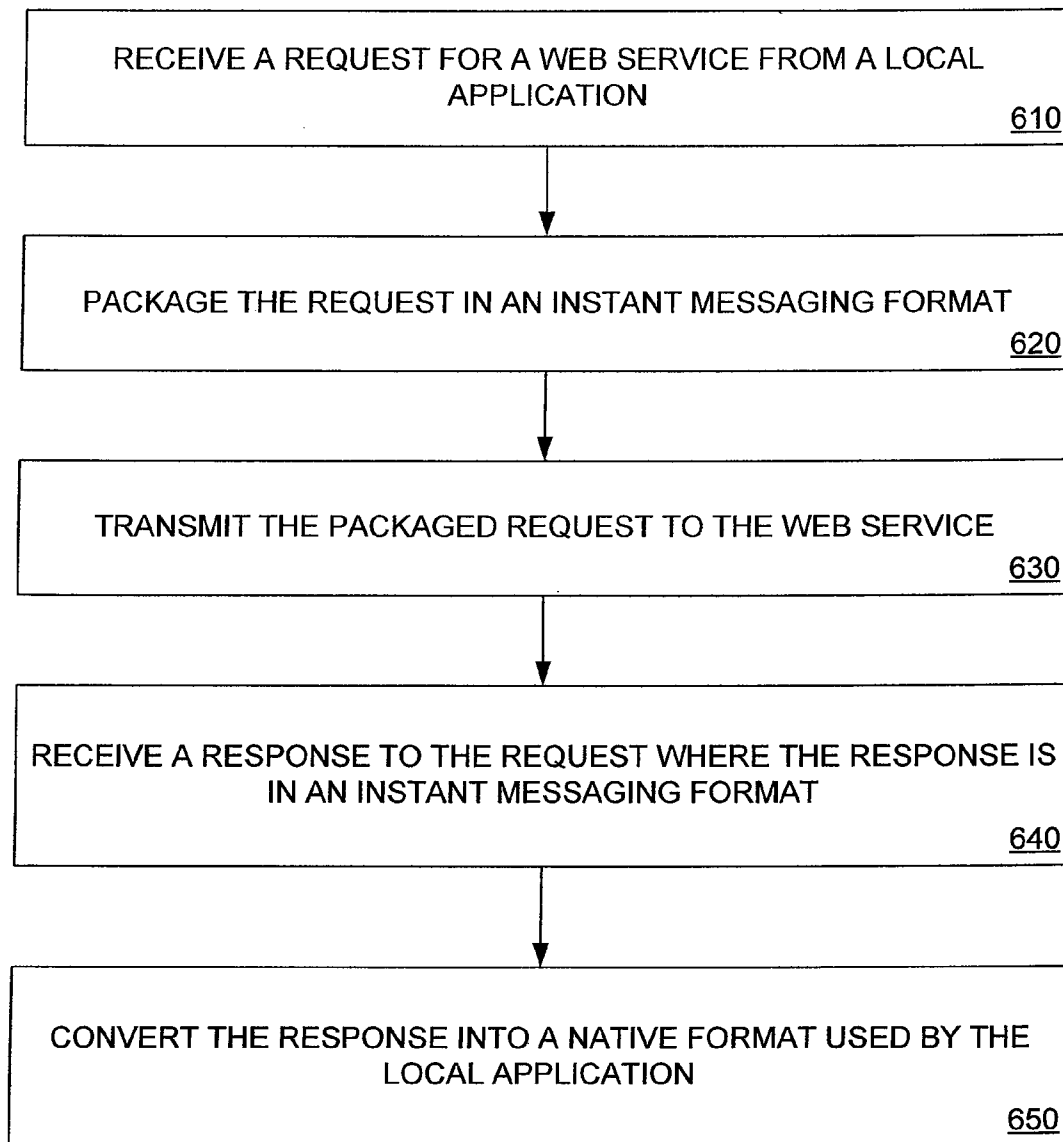 RECEIVE A REQUEST FOR A WEB SERVICE FROM A LOCAL
APPLICATION
610
PACKAGE THE REQUEST IN AN INSTANT MESSAGING FORMAT
620
TRANSMIT THE PACKAGED REQUEST TO THE WEB SERVICE
630
RECEIVE A RESPONSE TO THE REQUEST WHERE THE RESPONSE IS
IN AN INSTANT MESSAGING FORMAT
640
CONVERT THE RESPONSE INTO A NATIVE FORMAT USED BY THE
LOCAL APPLICATION
650